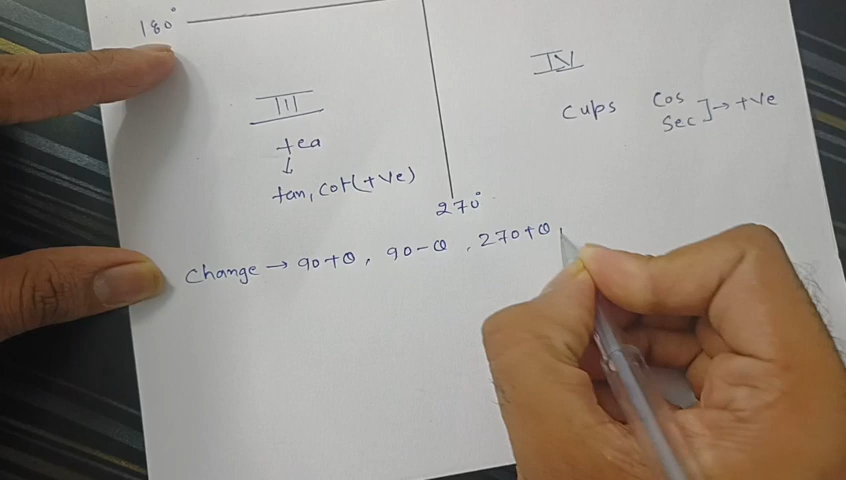 180°
III
tea
↓
tan, cot (+ve)
270°
IV
cups cos
sec ] → +ve
Change → 90+θ, 90-θ, 270+θ,